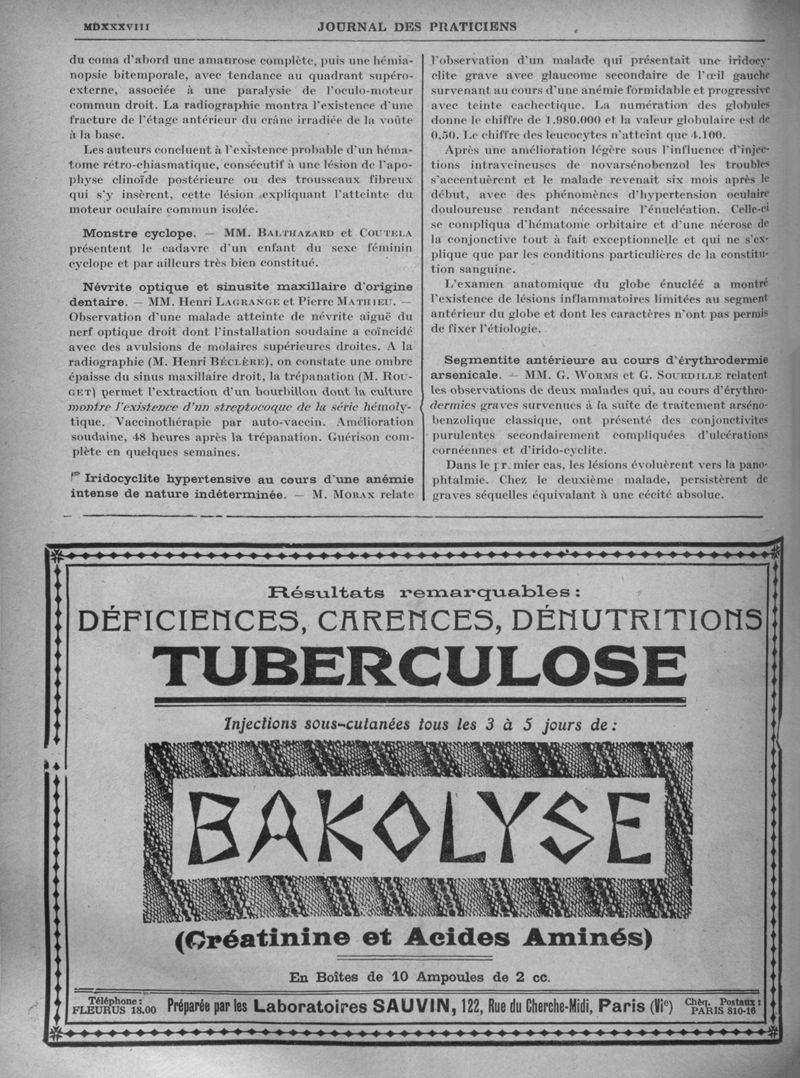 MDXXXVIII
JOURNAL DES PRATICIENS
du coma d'abord une amaurose complète, puis une hémia-
nopsie bitemporale, avec tendance au quadrant supéro-
externe, associée à une paralysie de l'oculo-moteur
commun droit. La radiographie montra l'existence d'une
fracture de l'étage antérieur du crâne irradiée de la voûte
à la base.
Les auteurs concluent à l'existence probable d'un héma-
tome rétro-chiasmatique, consécutif à une lésion de l'apo-
physe clinoïde postérieure ou des trousseaux fibreux
qui s'y insèrent, cette lésion expliquant l'atteinte du
moteur oculaire commun isolée.
Monstre cyclope. — MM. BALTHAZARD et COUTELA
présentent le cadavre d'un enfant du sexe féminin
cyclope et par ailleurs très bien constitué.
Névrite optique et sinusite maxillaire d'origine
dentaire. — MM. Henri LAGRANGE et Pierre MATHIEU. —
Observation d'une malade atteinte de névrite aiguë du
nerf optique droit dont l'installation soudaine a coïncidé
avec des avulsions de molaires supérieures droites. A la
radiographie (M. Henri BÉCLÈRE), on constate une ombre
épaisse du sinus maxillaire droit, la trépanation (M. ROU-
GET) permet l'extraction d'un bourbillon dont la culture
montre l'existence d'un streptocoque de la série hémoly-
tique. Vaccinothérapie par auto-vaccin. Amélioration
soudaine, 48 heures après la trépanation. Guérison com-
plète en quelques semaines.
Iridocyclite hypertensive au cours d'une anémie
intense de nature indéterminée. — M. MORAX relate
l'observation d'un malade qui présentait une iridocy-
clite grave avec glaucome secondaire de l'œil gauche
survenant au cours d'une anémie formidable et progressive
avec teinte cachectique. La numération des globules
donne le chiffre de 1.980.000 et la valeur globulaire est de
0,50. Le chiffre des leucocytes n'atteint que 4.100.
Après une amélioration légère sous l'influence d'injec-
tions intraveineuses de novarsénobenzol les troubles
s'accentuèrent et le malade revenait six mois après le
début, avec des phénomènes d'hypertension oculaire
douloureuse rendant nécessaire l'énucléation. Celle-ci
se compliqua d'hématome orbitaire et d'une nécrose de
la conjonctive tout à fait exceptionnelle et qui ne s'ex-
plique que par les conditions particulières de la constitu-
tion sanguine.
L'examen anatomique du globe énucléé a montré
l'existence de lésions inflammatoires limitées au segment
antérieur du globe et dont les caractères n'ont pas permis
de fixer l'étiologie.
Segmentite antérieure au cours d'érythrodermie
arsenicale. — MM. G. WORMS et G. SOURDILLE relatent
les observations de deux malades qui, au cours d'érythro-
dermies graves survenues à la suite de traitement arséno-
benzolique classique, ont présenté des conjonctivites
purulentes secondairement compliquées d'ulcérations
cornéennes et d'irido-cyclite.
Dans le pr. mier cas, les lésions évoluèrent vers la pano-
phtalmie. Chez le deuxième malade, persistèrent de
graves séquelles équivalant à une cécité absolue.
Résultats remarquables :
DÉFICIENCES, CARENCES, DÉNUTRITIONS
TUBERCULOSE
Injections sous-cutanées tous les 3 à 5 jours de :
BAKOLYSE
(Créatinine et Acides Aminés)
En Boîtes de 10 Ampoules de 2 cc.
Téléphone :
FLEURUS 18.00
Préparée par les Laboratoires SAUVIN, 122, Rue du Cherche-Midi, Paris (VIe)
Chèq. Postaux :
PARIS 810-16